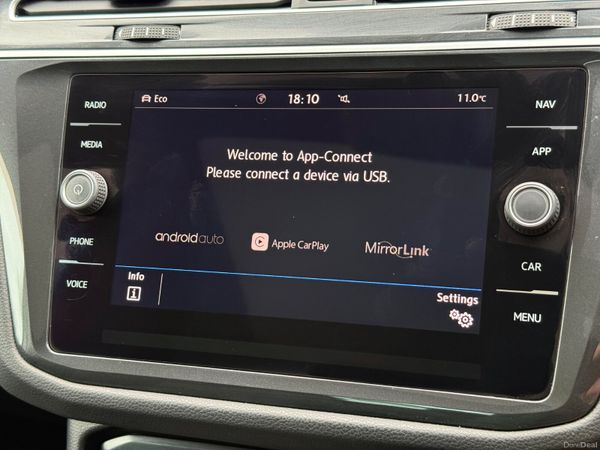 RADIO
MEDIA
PHONE
VOICE
Eco
18:10
11.0°C
Welcome to App-Connect
Please connect a device via USB.
androidauto
Apple CarPlay
MirrorLink
Info
i
Settings
NAV
APP
CAR
MENU
DoneDeal